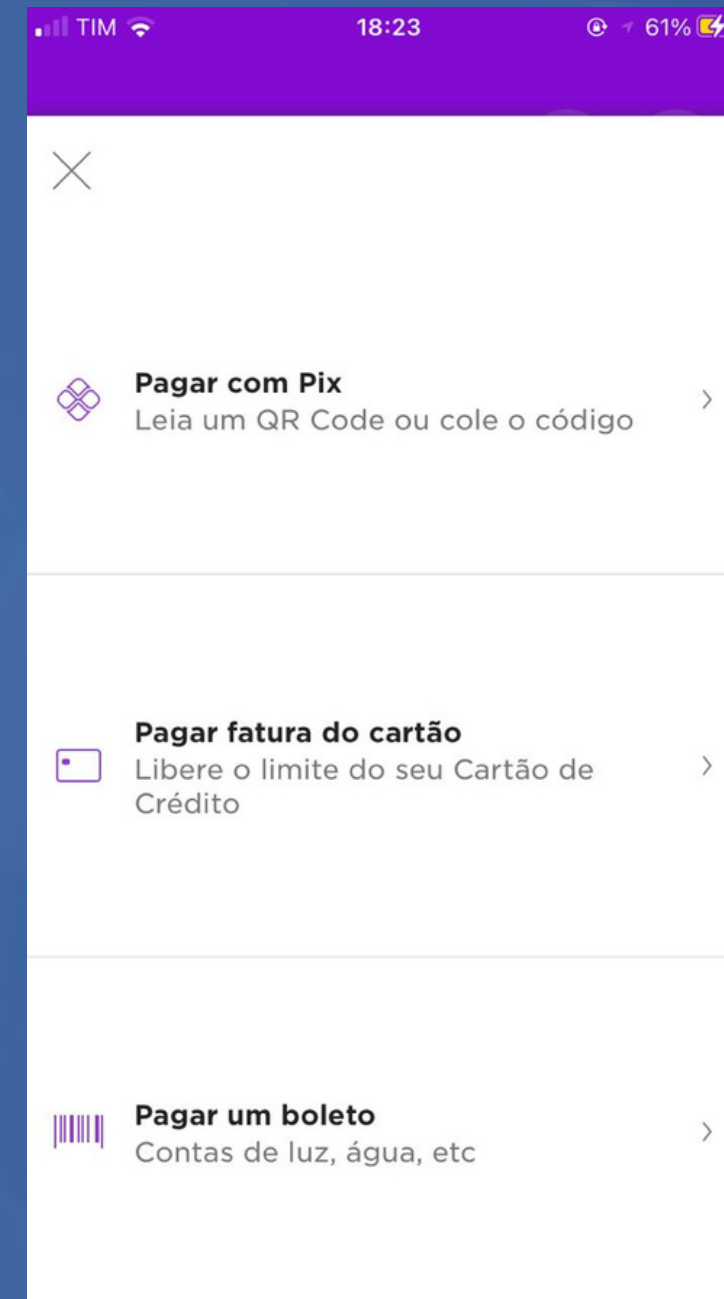 TIM 18:23 61%
Pagar com Pix
Leia um QR Code ou cole o código
Pagar fatura do cartão
Libere o limite do seu Cartão de
Crédito
Pagar um boleto
Contas de luz, água, etc